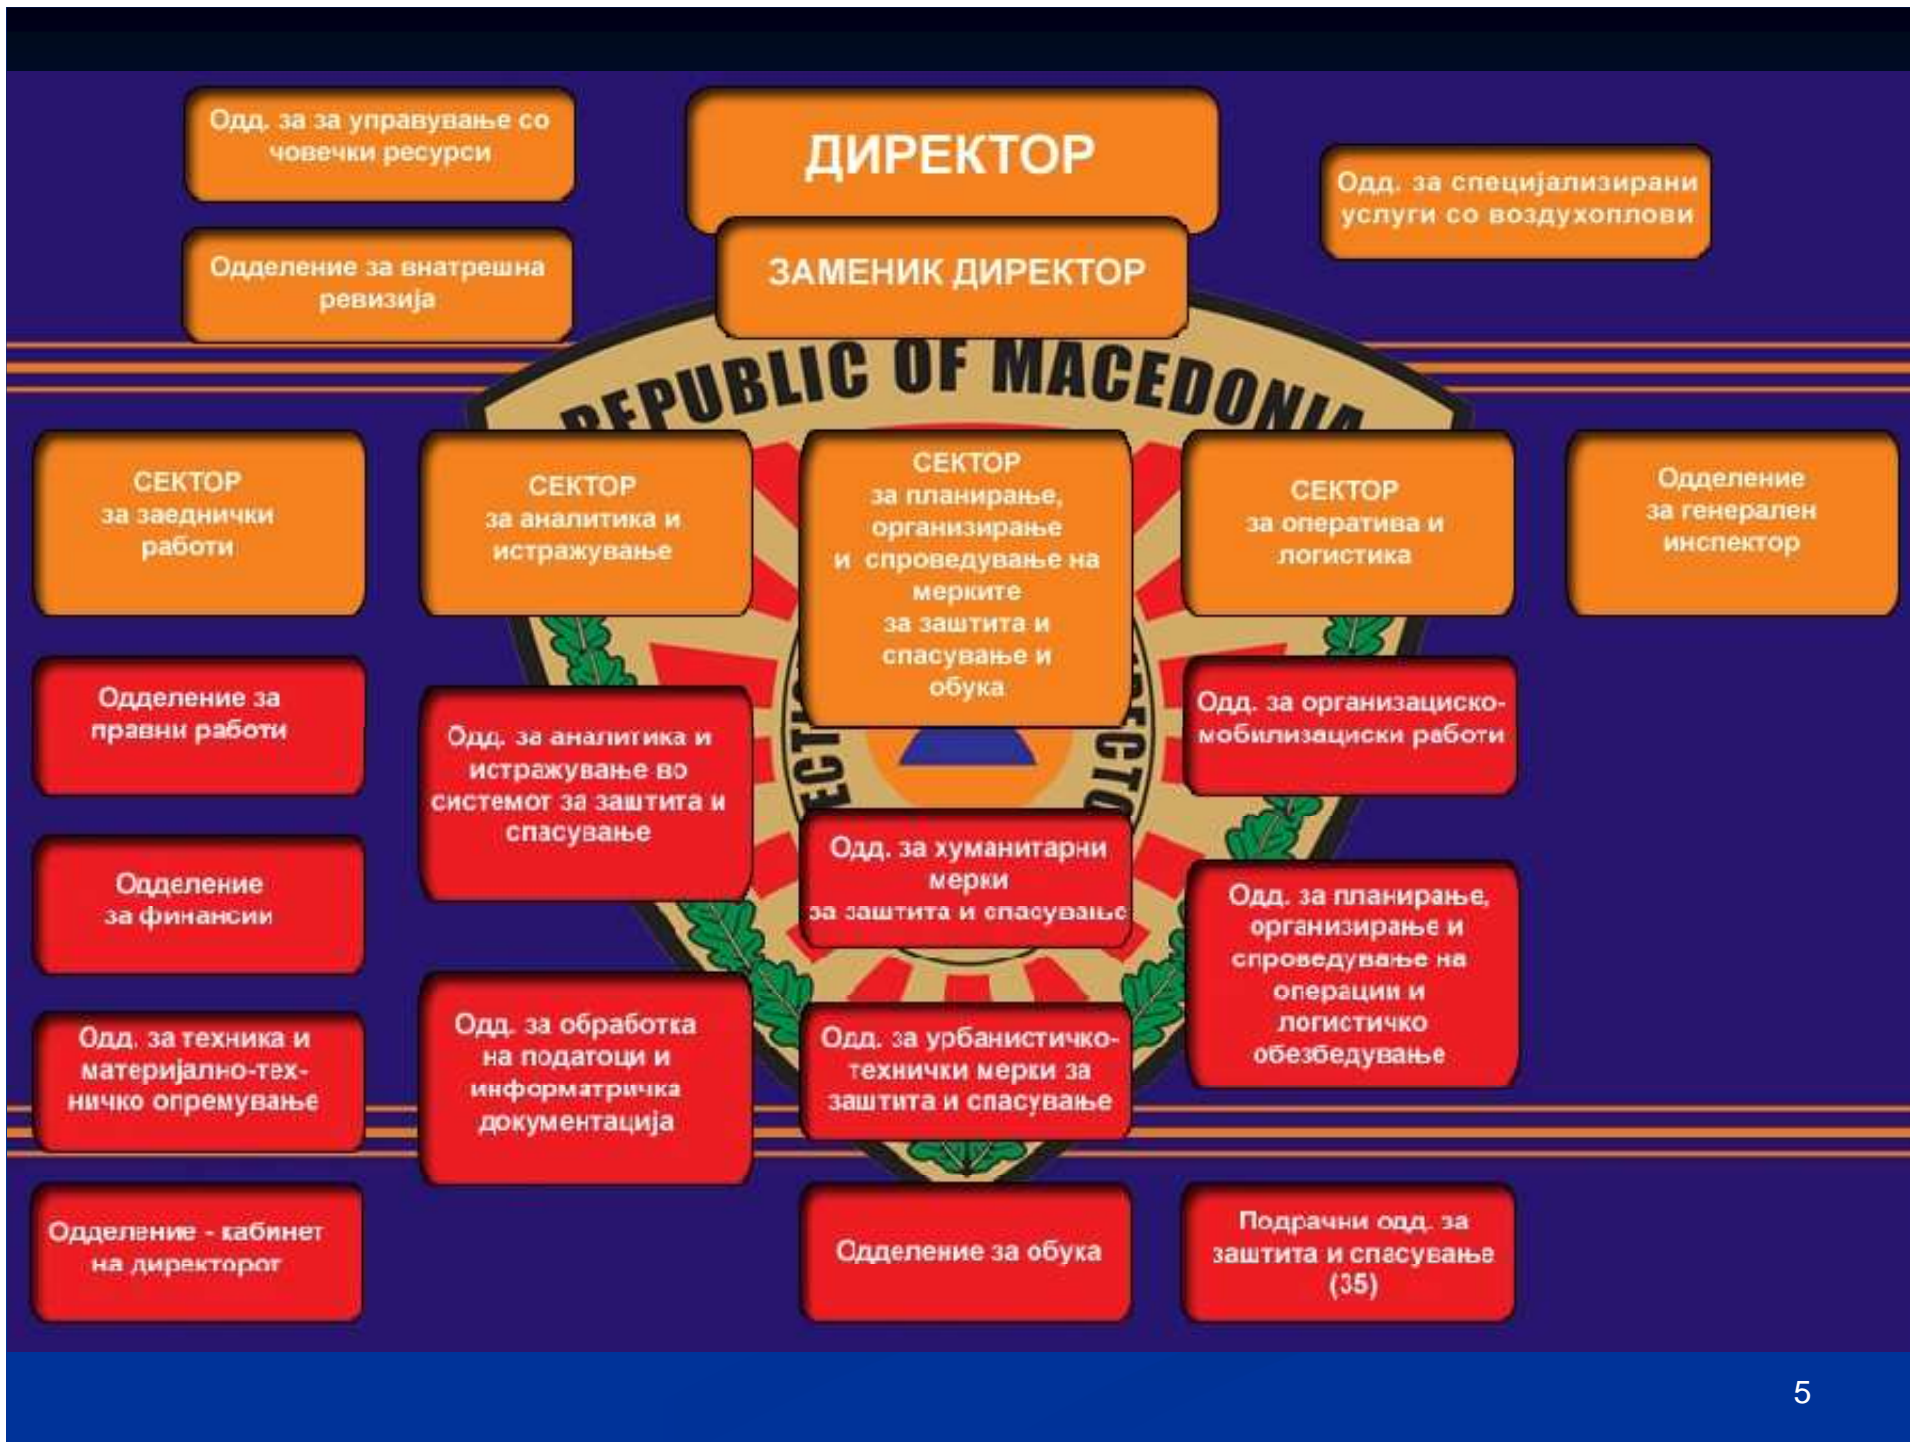 Одд. за за управување со
човечки ресурси
ДИРЕКТОР
Одд. за специјализирани
услуги со воздухоплови
Одделение за внатрешна
ревизија
ЗАМЕНИК ДИРЕКТОР
REPUBLIC OF MACEDONIA
СЕКТОР
за заеднички
работи
СЕКТОР
за аналитика и
истражување
СЕКТОР
за планирање,
организирање
и спроведување на
мерките
за заштита и
спасување и
обука
СЕКТОР
за оператива и
логистика
Одделение
за генерален
инспектор
Одделение за
правни работи
Одделение
за финансии
Одд. за техника и
материјално-тех-
ничко опремување
Одделение - кабинет
на директорот
Одд. за аналитика и
истражување во
системот за заштита и
спасување
Одд. за обработка
на податоци и
информатричка
документација
Одд. за хуманитарни
мерки
за заштита и спасување
Одд. за урбанистичко-
технички мерки за
заштита и спасување
Одделение за обука
Одд. за организациско-
мобилизациски работи
Одд. за планирање,
организирање и
спроведување на
операции и
логистичко
обезбедување
Подрачни одд. за
заштита и спасување
(35)
5